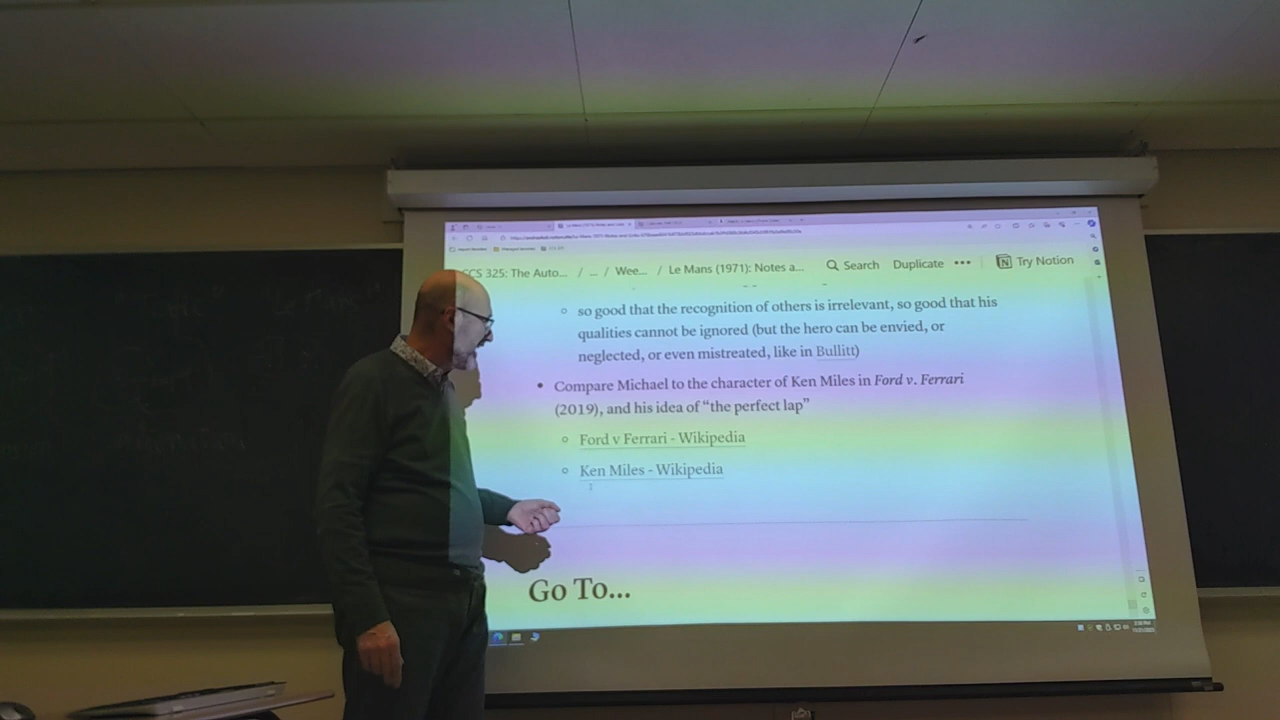 CCS 325: The Auto... / ... / Wee... / Le Mans (1971): Notes a... Search Duplicate ••• Try Notion
so good that the recognition of others is irrelevant, so good that his
qualities cannot be ignored (but the hero can be envied, or
neglected, or even mistreated, like in Bullitt)
Compare Michael to the character of Ken Miles in Ford v. Ferrari
(2019), and his idea of “the perfect lap”
Ford v Ferrari - Wikipedia
Ken Miles - Wikipedia
Go To...